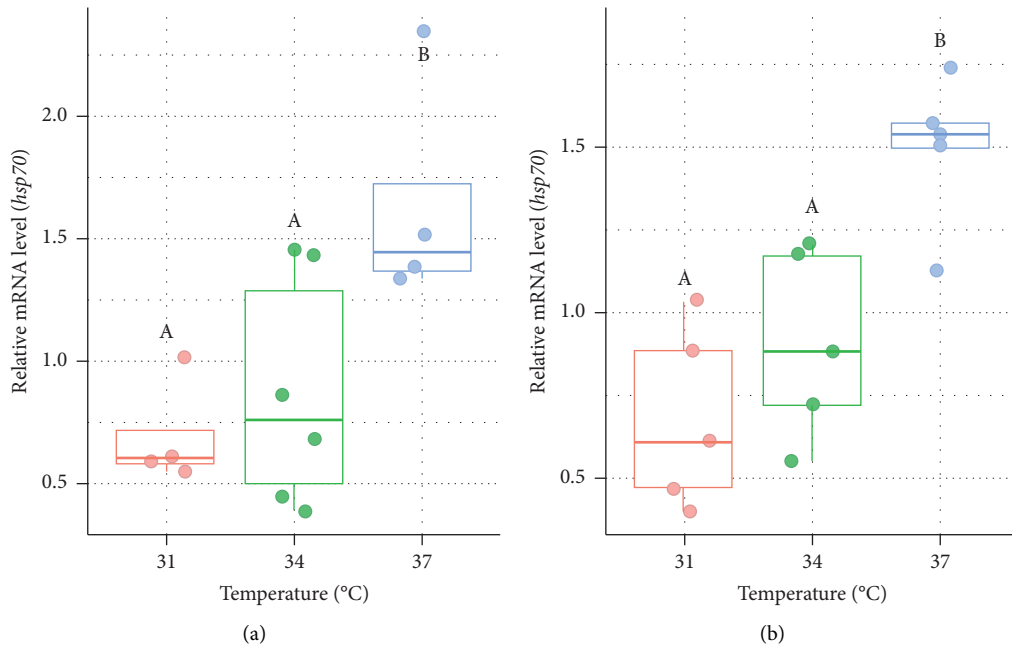 Relative mRNA level (hsp70)
2.0
1.5
1.0
0.5
A
A
B
31
34
37
Temperature (°C)
(a)
Relative mRNA level (hsp70)
1.5
1.0
0.5
A
A
B
31
34
37
Temperature (°C)
(b)